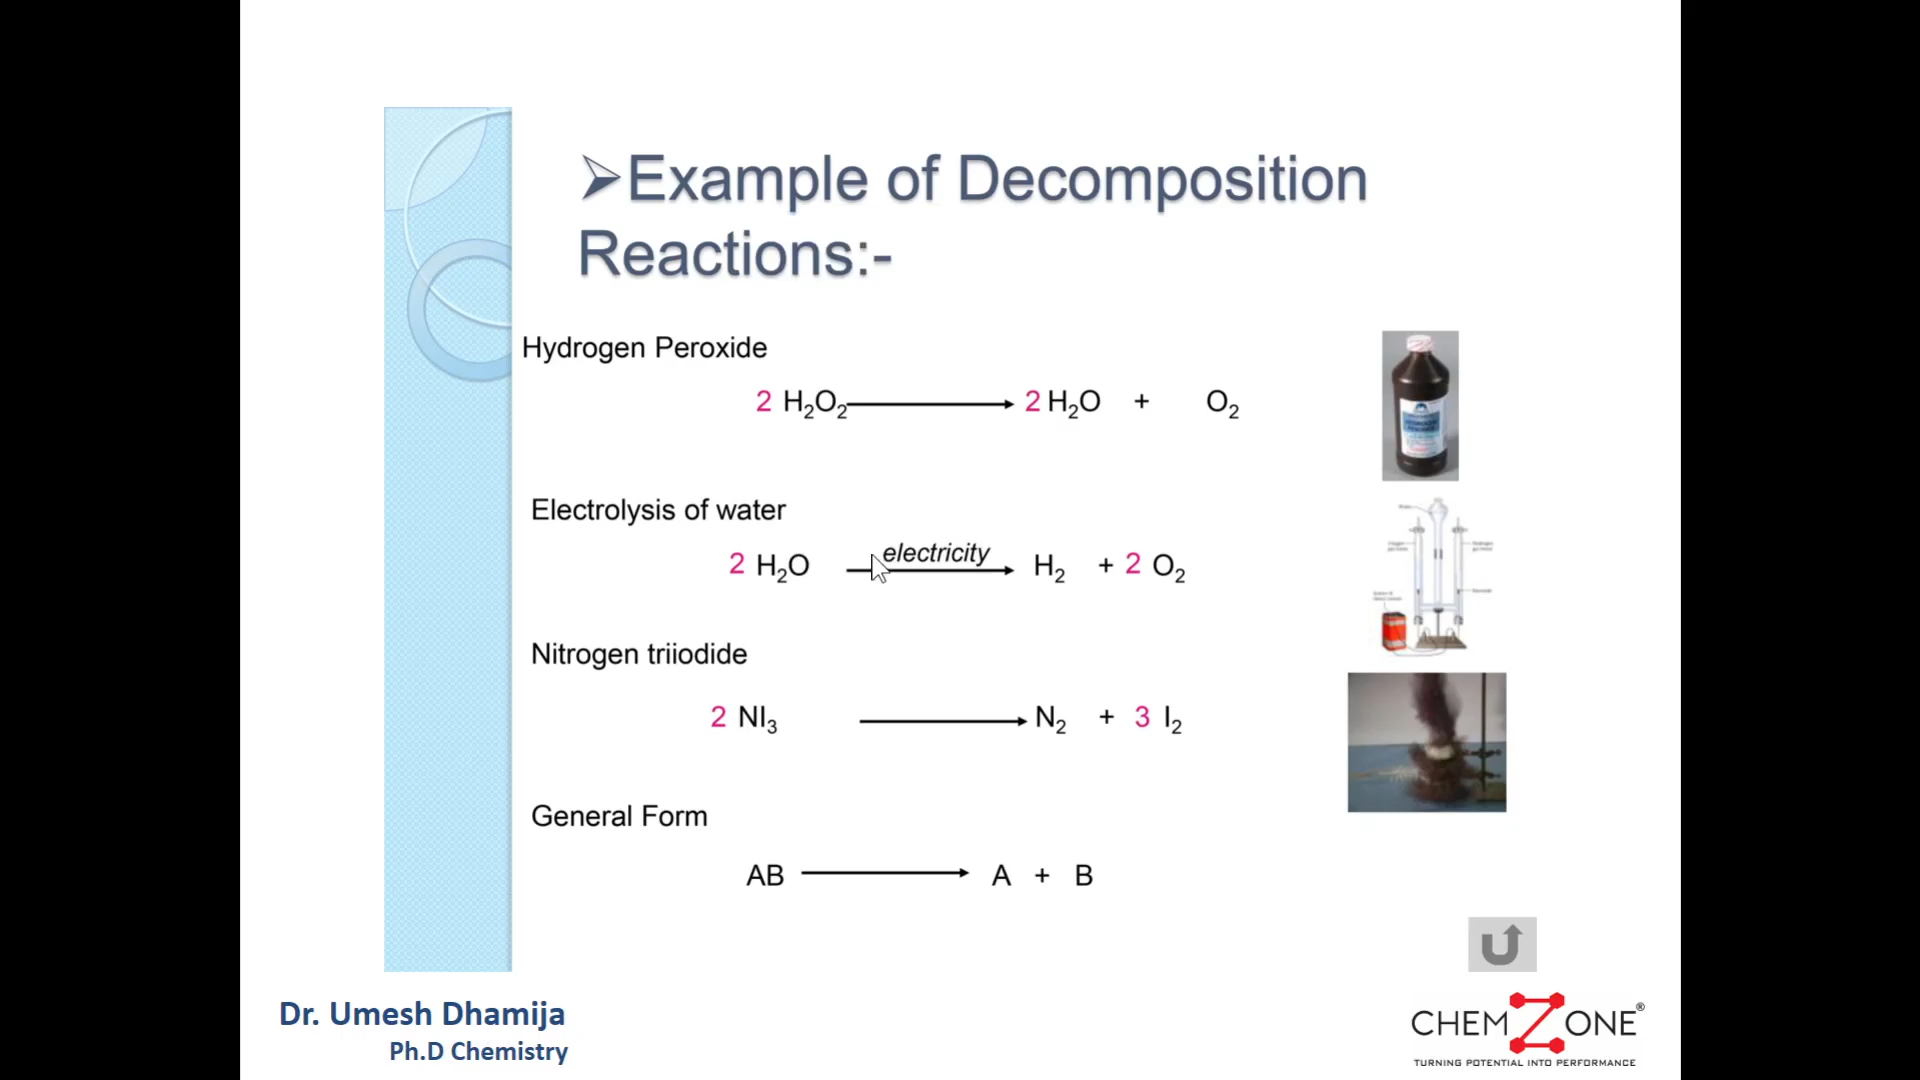 ➢Example of Decomposition
Reactions:-
Hydrogen Peroxide
2 H₂O₂ → 2 H₂O + O₂
Electrolysis of water
electricity
2 H₂O → H₂ + 2 O₂
Nitrogen triiodide
2 NI₃ → N₂ + 3 I₂
General Form
AB → A + B
Dr. Umesh Dhamija
Ph.D Chemistry
CHEMZONE®
TURNING POTENTIAL INTO PERFORMANCE